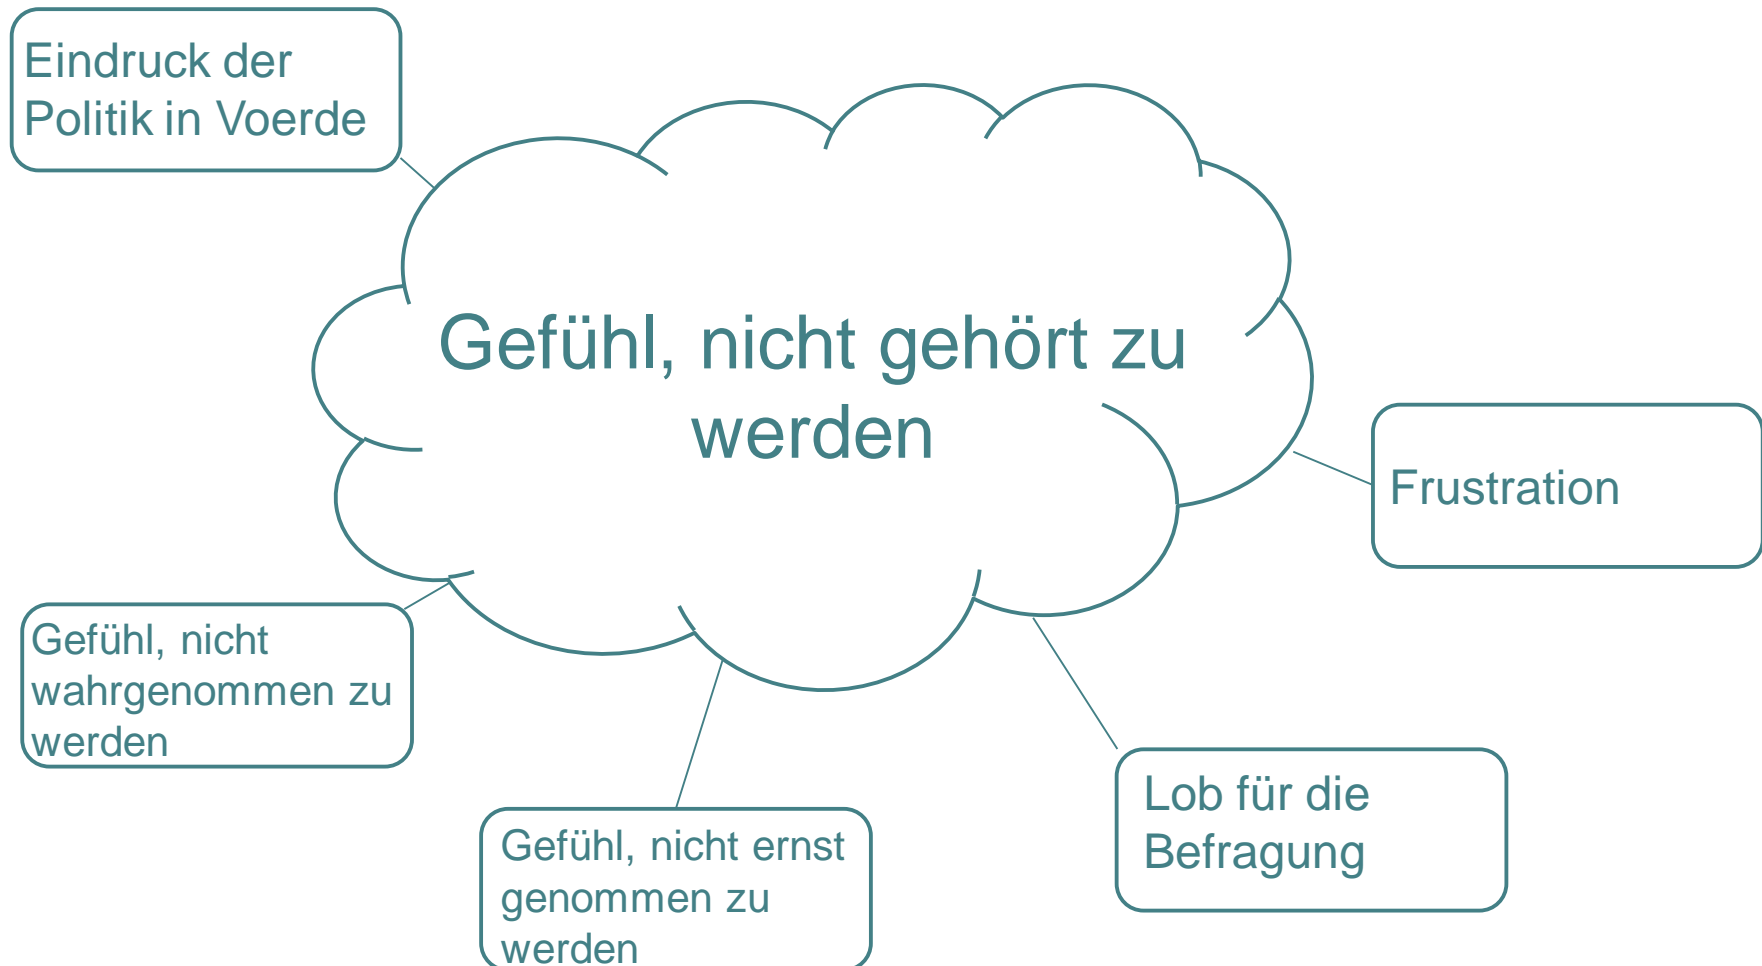 Eindruck der
Politik in Voerde
Gefühl, nicht gehört zu
werden
Frustration
Gefühl, nicht
wahrgenommen zu
werden
Lob für die
Befragung
Gefühl, nicht ernst
genommen zu
werden